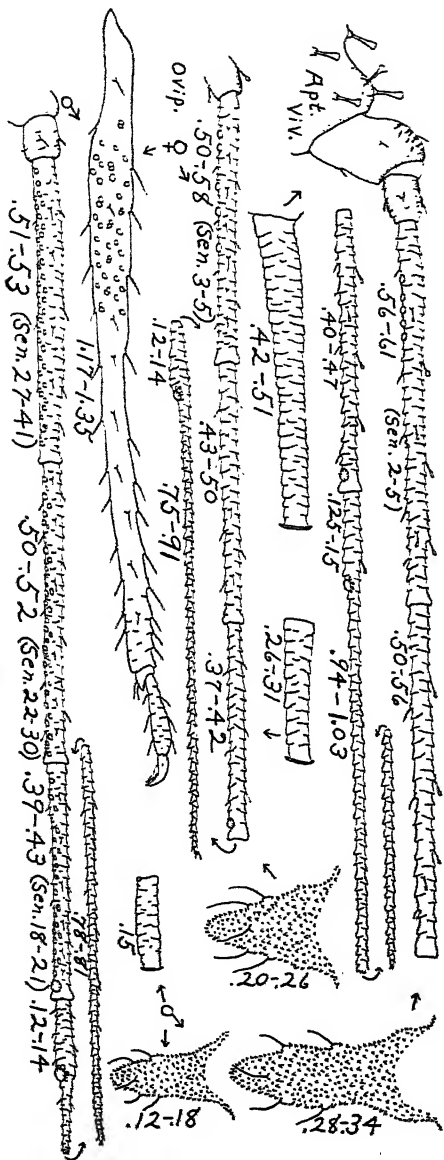 Apt.
Viv.
.56-.61 (Sen. 2-5) .50-.56
.40-.47 .125-.15 .94-1.03
.42-.51 .26-.31
.28-.34
.20-.26
Ovip. ♀
.50-.58 (Sen. 3-5) .43-.50 .37-.42
.12-.14 .75-.91
1.17-1.33
.15 ♂ .12-.18
♂
.78-.81
.51-.53 (Sen. 27-41) .50-.52 (Sen. 22-30) .39-.43 (Sen. 18-21) .12-.14